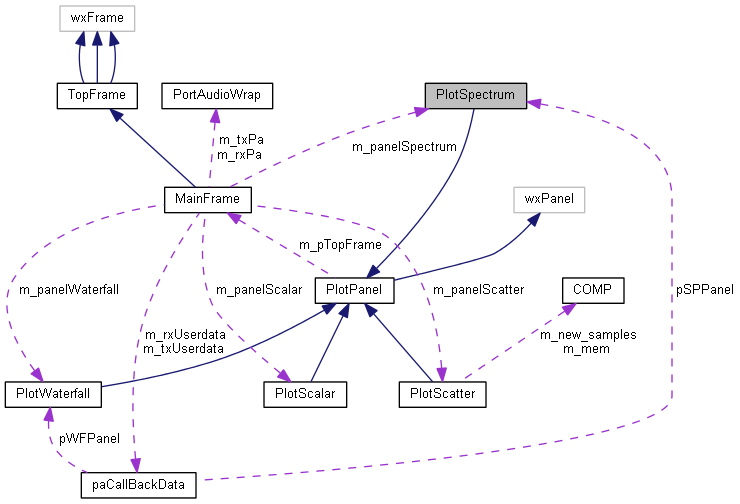 wxFrame
TopFrame
PortAudioWrap
PlotSpectrum
m_txPa
m_rxPa
m_panelSpectrum
MainFrame
wxPanel
m_pTopFrame
m_panelWaterfall
m_panelScalar
PlotPanel
m_panelScatter
COMP
pSPPanel
m_rxUserdata
m_txUserdata
m_new_samples
m_mem
PlotWaterfall
PlotScalar
PlotScatter
pWFPanel
paCallBackData